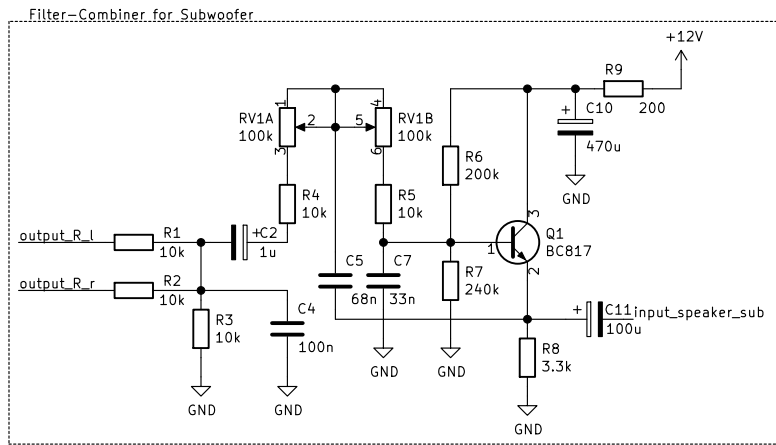 Filter-Combiner for Subwoofer
+12V
R9
200
+
C10
470u
GND
1
4
RV1A
100k
2
5
RV1B
100k
3
6
R6
200k
R4
10k
R5
10k
3
Q1
BC817
1
2
output_R_l
R1
10k
+
C2
1u
output_R_r
R2
10k
C5
68n
C7
33n
R7
240k
R3
10k
C4
100n
+
C11
100u
input_speaker_sub
R8
3.3k
GND
GND
GND
GND
GND